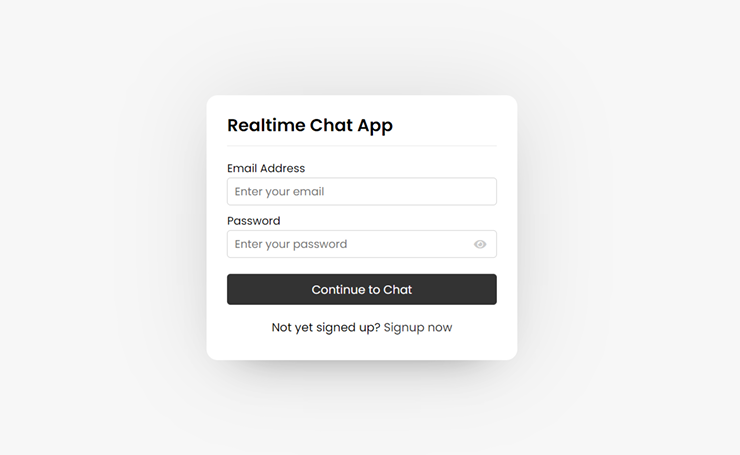 Realtime Chat App
Email Address
Enter your email
Password
Enter your password
Continue to Chat
Not yet signed up? Signup now